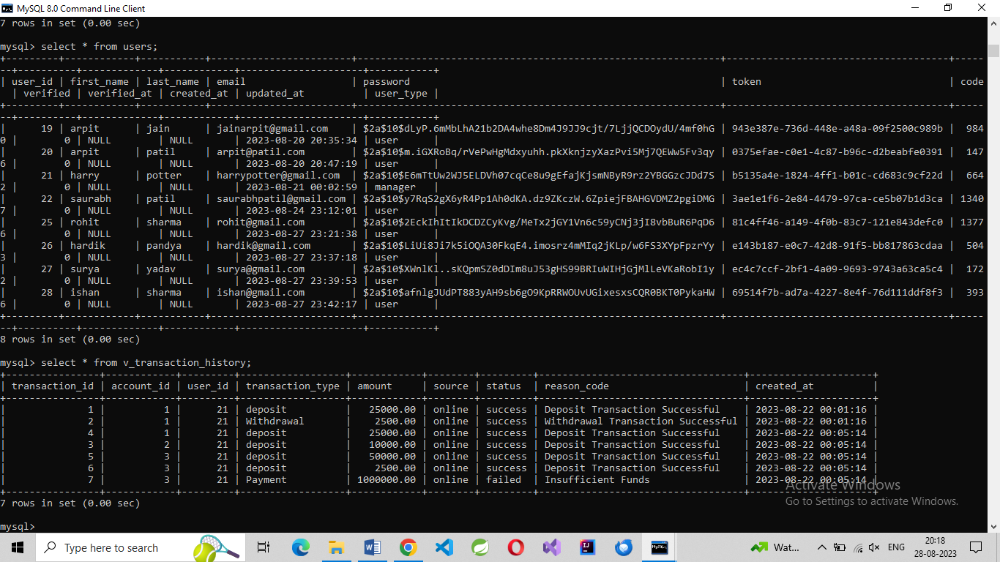 MySQL 8.0 Command Line Client
7 rows in set (0.00 sec)
mysql> select * from users;
+---------+------------+-----------+------------------------+--------------------------------------------------------------+--------------------------------------+-----
--+----------+-------------+------------+---------------------+-----------+
| user_id | first_name | last_name | email                  | password                                                     | token                                | code
  | verified | verified_at | created_at | updated_at          | user_type |
+---------+------------+-----------+------------------------+--------------------------------------------------------------+--------------------------------------+-----
--+----------+-------------+------------+---------------------+-----------+
|      19 | arpit      | jain      | jainarpit@gmail.com    | $2a$10$dLyP.6mMbLhA21b2DA4whe8Dm4J9JJ9cjt/7LjjQCDOydU/4mf0hG | 943e387e-736d-448e-a48a-09f2500c989b |  984
0 |        0 | NULL        | NULL       | 2023-08-20 20:35:34 | user      |
|      20 | arpit      | patil     | arpit@patil.com        | $2a$10$m.iGXRoBq/rVePwHgMdxyuhh.pkXknjzyXazPvi5Mj7QEWw5Fv3qy | 0375efae-c0e1-4c87-b96c-d2beabfe0391 |  147
6 |        0 | NULL        | NULL       | 2023-08-20 20:47:19 | user      |
|      21 | harry      | potter    | harrypotter@gmail.com  | $2a$10$E6mTtUw2WJ5ELDVh07cqCe8u9gEfajKjsmNByR9rz2YBGGzcJDd7S | b5135a4e-1824-4ff1-b01c-cd683c9cf22d |  664
2 |        0 | NULL        | NULL       | 2023-08-21 00:02:59 | manager   |
|      22 | saurabh    | patil     | saurabhpatil@gmail.com | $2a$10$y7RqS2gX6yR4Pp1Ah0dKA.dz9ZKczW.6ZpiejFBAHGVDMZ2pgiDMG | 3ae1e1f6-2e84-4479-97ca-ce5b07b1d3ca | 1340
7 |        0 | NULL        | NULL       | 2023-08-24 23:12:01 | user      |
|      25 | rohit      | sharma    | rohit@gmail.com        | $2a$10$2EckIhItIkDCDZCyKvg/MeTx2jGY1Vn6c59yCNj3jI8vbBuR6PqD6 | 81c4ff46-a149-4f0b-83c7-121e843defc0 | 1377
6 |        0 | NULL        | NULL       | 2023-08-27 23:21:38 | user      |
|      26 | hardik     | pandya    | hardik@gmail.com       | $2a$10$LiUi8Ji7k5iOQA30FkqE4.imosrz4mMIq2jKLp/w6FS3XYpFpzrYy | e143b187-e0c7-42d8-91f5-bb817863cdaa |  504
3 |        0 | NULL        | NULL       | 2023-08-27 23:37:18 | user      |
|      27 | surya      | yadav     | surya@gmail.com        | $2a$10$XWnlKl..sKQpmSZ0dDIm8uJ53gHS99BRIuWIHjGjMlLeVKaRobI1y | ec4c7ccf-2bf1-4a09-9693-9743a63ca5c4 |  172
2 |        0 | NULL        | NULL       | 2023-08-27 23:39:53 | user      |
|      28 | ishan      | sharma    | ishan@gmail.com        | $2a$10$afnlgJUdPT883yAH9sb6gO9KpRRWOUvUGixesxsCQR0BKT0PykaHW | 69514f7b-ad7a-4227-8e4f-76d111ddf8f3 |  393
6 |        0 | NULL        | NULL       | 2023-08-27 23:42:17 | user      |
+---------+------------+-----------+------------------------+--------------------------------------------------------------+--------------------------------------+-----
--+----------+-------------+------------+---------------------+-----------+
8 rows in set (0.00 sec)
mysql> select * from v_transaction_history;
+----------------+------------+---------+------------------+------------+--------+---------+-----------------------------------+---------------------+
| transaction_id | account_id | user_id | transaction_type | amount     | source | status  | reason_code                       | created_at          |
+----------------+------------+---------+------------------+------------+--------+---------+-----------------------------------+---------------------+
|              1 |          1 |      21 | deposit          |   25000.00 | online | success | Deposit Transaction Successful    | 2023-08-22 00:01:16 |
|              2 |          1 |      21 | Withdrawal       |    2500.00 | online | success | Withdrawal Transaction Successful | 2023-08-22 00:01:16 |
|              4 |          1 |      21 | deposit          |   25000.00 | online | success | Deposit Transaction Successful    | 2023-08-22 00:05:14 |
|              3 |          2 |      21 | deposit          |   10000.00 | online | success | Deposit Transaction Successful    | 2023-08-22 00:05:14 |
|              5 |          3 |      21 | deposit          |   50000.00 | online | success | Deposit Transaction Successful    | 2023-08-22 00:05:14 |
|              6 |          3 |      21 | deposit          |    2500.00 | online | success | Deposit Transaction Successful    | 2023-08-22 00:05:14 |
|              7 |          3 |      21 | Payment          | 1000000.00 | online | failed  | Insufficient Funds                | 2023-08-22 00:05:14 |
+----------------+------------+---------+------------------+------------+--------+---------+-----------------------------------+---------------------+
7 rows in set (0.00 sec)
mysql>
Activate Windows
Go to Settings to activate Windows.
Type here to search
Wat...
ENG
20:18
28-08-2023